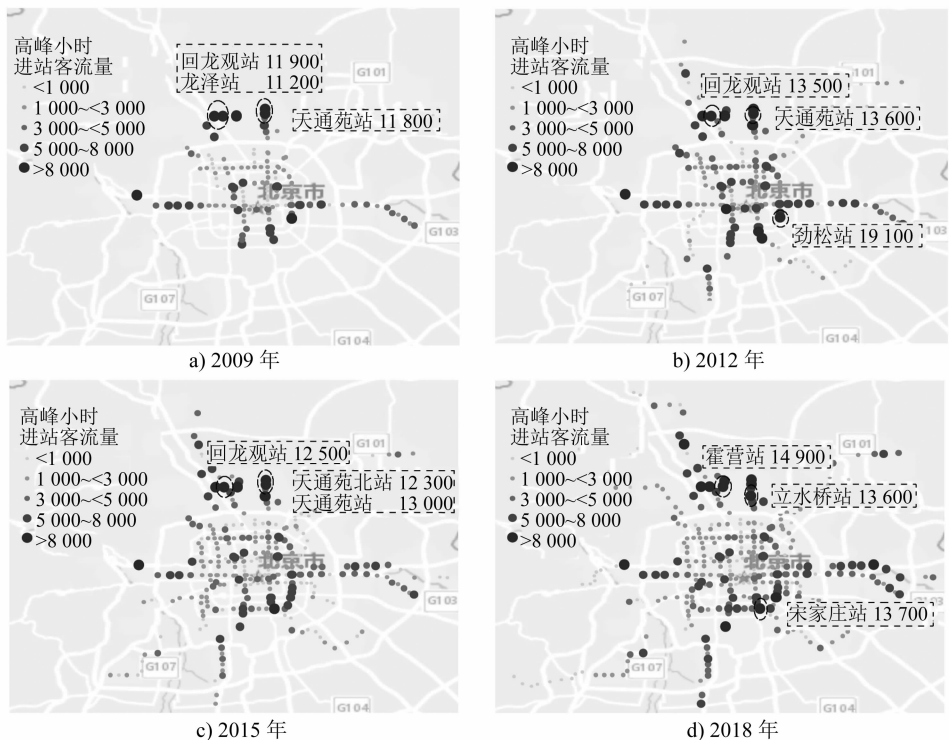 高峰小时
进站客流量
<1 000
1 000~<3 000
3 000~<5 000
5 000~8 000
>8 000
回龙观站 11 900
龙泽站 11 200
天通苑站 11 800
G101
北京市
G103
G107
G104
a) 2009 年
高峰小时
进站客流量
<1 000
1 000~<3 000
3 000~<5 000
5 000~8 000
>8 000
回龙观站 13 500
天通苑站 13 600
G101
北京市
劲松站 19 100
103
G107
G104
b) 2012 年
高峰小时
进站客流量
<1 000
1 000~<3 000
3 000~<5 000
5 000~8 000
>8 000
回龙观站 12 500
天通苑北站 12 300
天通苑站 13 000
G101
北京市
G103
G107
G104
c) 2015 年
高峰小时
进站客流量
<1 000
1 000~<3 000
3 000~<5 000
5 000~8 000
>8 000
霍营站 14 900
立水桥站 13 600
G101
北京市
宋家庄站 13 700
G103
G107
G104
d) 2018 年